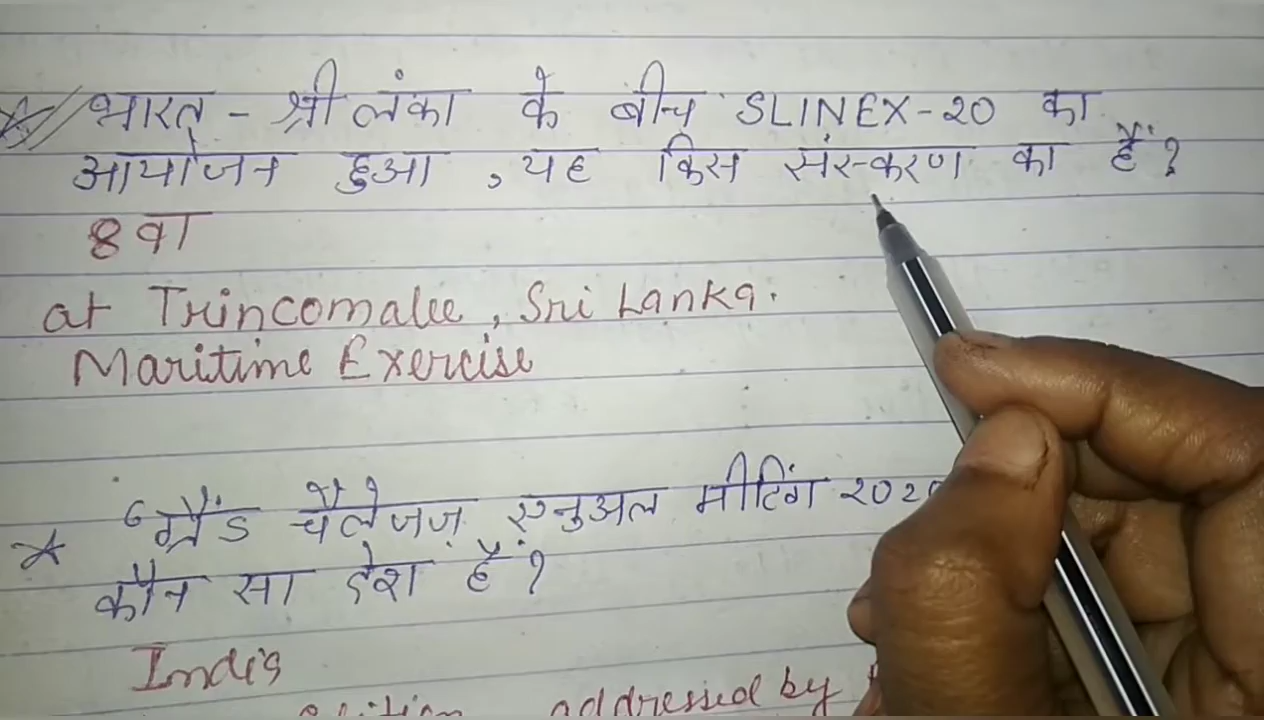 भारत - श्री लंका के बीच SLINEX-20 का
आयोजन हुआ , यह किस संस्करण का है ?
8 वा
at Trincomalee , Sri Lanka.
Maritime Exercise
"ग्रैंड चैलेंजज़ एनुअल मीटिंग 2020
कौन सा देश है ?
India
addressed by